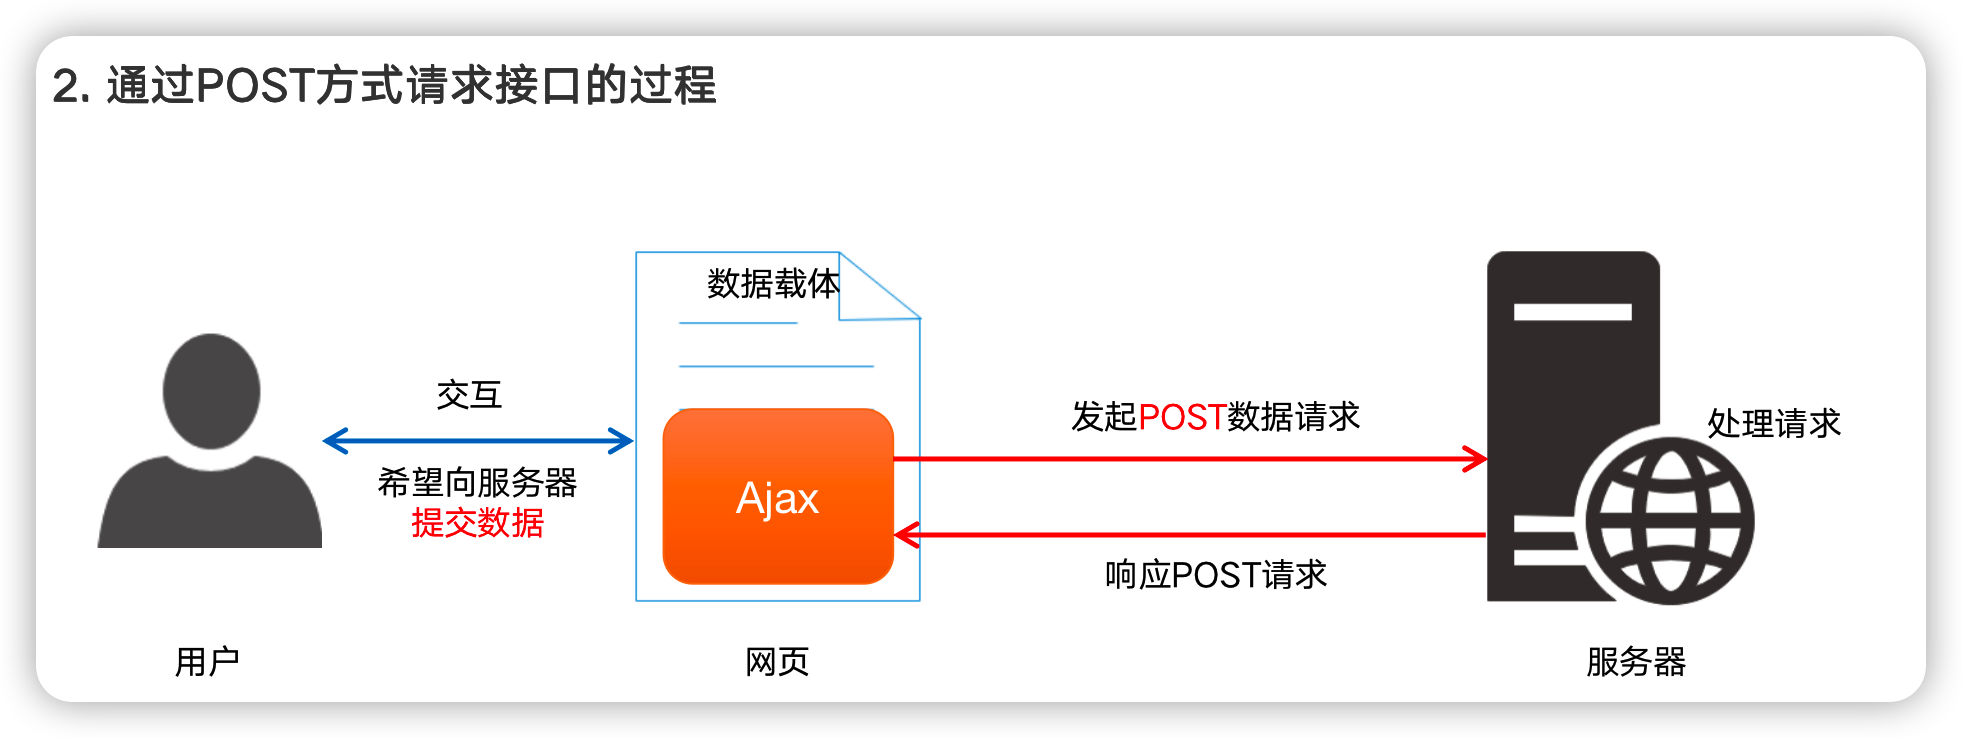 2. 通过POST方式请求接口的过程
数据载体
交互
希望向服务器
提交数据
Ajax
发起POST数据请求
响应POST请求
处理请求
用户
网页
服务器